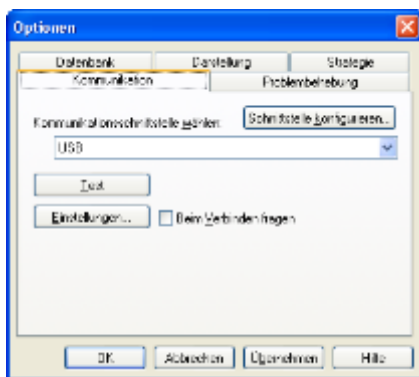 Optionen
Datenbank Darstellung Strategie
Kommunikation Problembehebung
Kommunikationsschnittstelle wählen: Schnittstelle konfigurieren...
USB
Test
Einstellungen... Beim Verbinden fragen
OK Abbrechen Übernehmen Hilfe